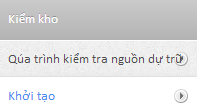 Kiểm kho
Qúa trình kiểm tra nguồn dự trữ
Khởi tạo